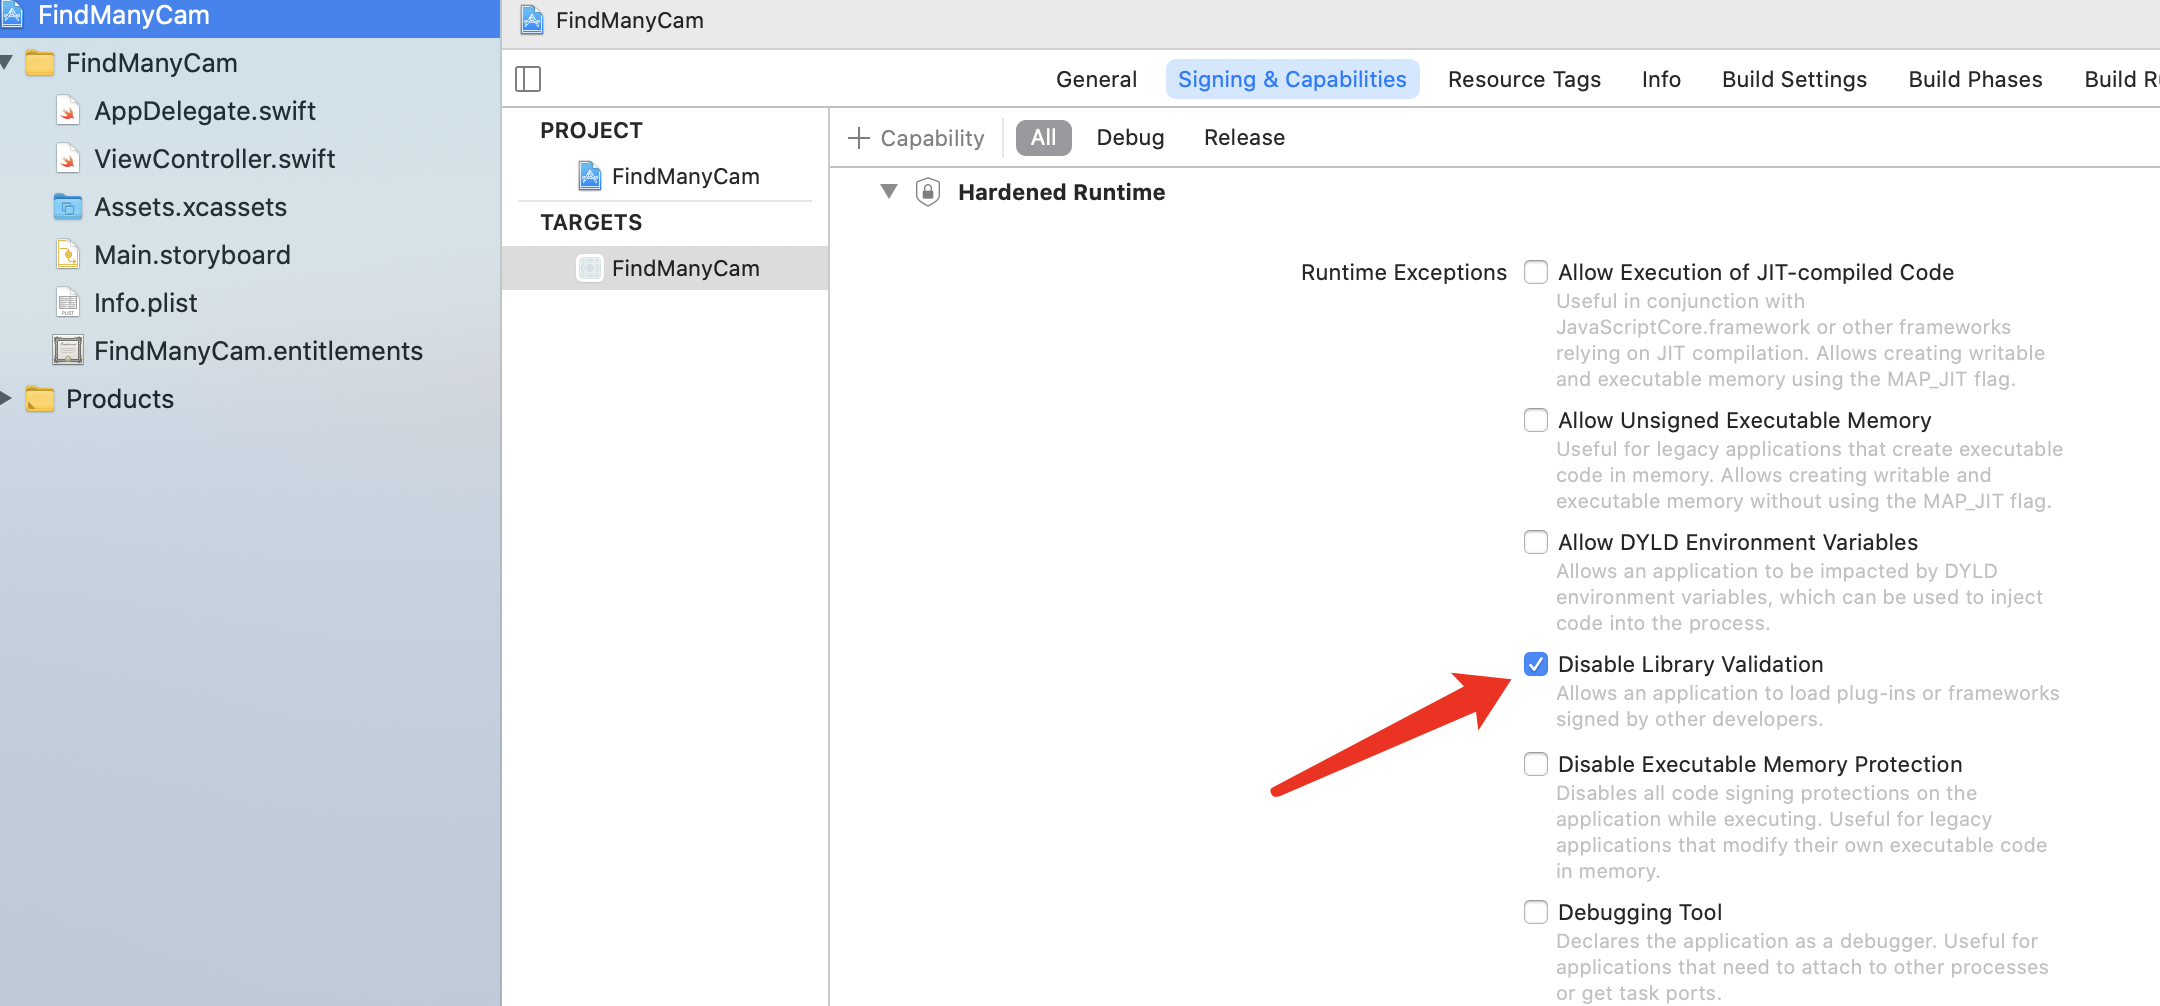 FindManyCam
FindManyCam
AppDelegate.swift
ViewController.swift
Assets.xcassets
Main.storyboard
Info.plist
FindManyCam.entitlements
Products
FindManyCam
General
Signing & Capabilities
Resource Tags
Info
Build Settings
Build Phases
Build
PROJECT
FindManyCam
TARGETS
FindManyCam
+ Capability
All
Debug
Release
Hardened Runtime
Runtime Exceptions
Allow Execution of JIT-compiled Code
Useful in conjunction with
JavaScriptCore.framework or other frameworks
relying on JIT compilation. Allows creating writable
and executable memory using the MAP_JIT flag.
Allow Unsigned Executable Memory
Useful for legacy applications that create executable
code in memory. Allows creating writable and
executable memory without using the MAP_JIT flag.
Allow DYLD Environment Variables
Allows an application to be impacted by DYLD
environment variables, which can be used to inject
code into the process.
Disable Library Validation
Allows an application to load plug-ins or frameworks
signed by other developers.
Disable Executable Memory Protection
Disables all code signing protections on the
application while executing. Useful for legacy
applications that modify their own executable code
in memory.
Debugging Tool
Declares the application as a debugger. Useful for
applications that need to attach to other processes
or get task ports.